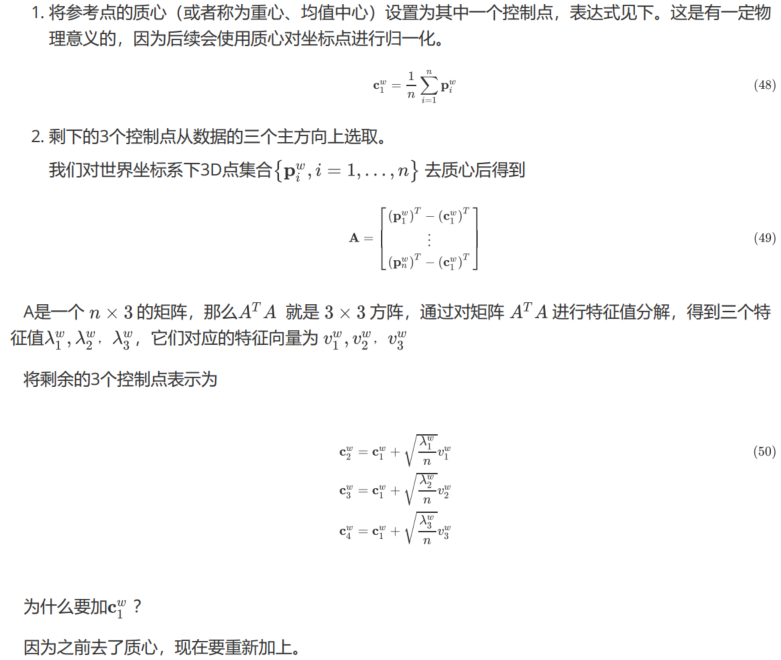 1. 将参考点的质心（或者称为重心、均值中心）设置为其中一个控制点，表达式见下。这是有一定物
理意义的，因为后续会使用质心对坐标点进行归一化。
$\mathbf{c}_1^w = \frac{1}{n}\sum_{i=1}^{n}\mathbf{p}_i^w$ (48)
2. 剩下的3个控制点从数据的三个主方向上选取。
我们对世界坐标系下3D点集合$\{\mathbf{p}_i^w, i = 1, \ldots, n\}$ 去质心后得到
$\mathbf{A} = \begin{bmatrix} (\mathbf{p}_1^w)^T - (\mathbf{c}_1^w)^T \\ \vdots \\ (\mathbf{p}_n^w)^T - (\mathbf{c}_1^w)^T \end{bmatrix}$ (49)
A是一个 $n \times 3$ 的矩阵，那么$A^T A$ 就是 $3 \times 3$ 方阵，通过对矩阵 $A^T A$ 进行特征值分解，得到三个特
征值$\lambda_1^w, \lambda_2^w$，$\lambda_3^w$，它们对应的特征向量为 $v_1^w, v_2^w$，$v_3^w$
将剩余的3个控制点表示为
$\mathbf{c}_2^w = \mathbf{c}_1^w + \sqrt{\frac{\lambda_1^w}{n}} v_1^w$ (50)
$\mathbf{c}_3^w = \mathbf{c}_1^w + \sqrt{\frac{\lambda_2^w}{n}} v_2^w$
$\mathbf{c}_4^w = \mathbf{c}_1^w + \sqrt{\frac{\lambda_3^w}{n}} v_3^w$
为什么要加$\mathbf{c}_1^w$？
因为之前去了质心，现在要重新加上。